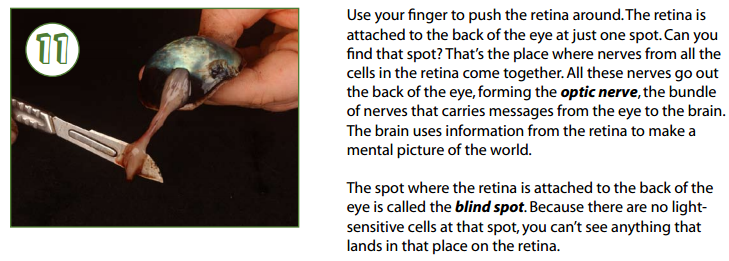 11
Use your finger to push the retina around. The retina is
attached to the back of the eye at just one spot. Can you
find that spot? That's the place where nerves from all the
cells in the retina come together. All these nerves go out
the back of the eye, forming the optic nerve, the bundle
of nerves that carries messages from the eye to the brain.
The brain uses information from the retina to make a
mental picture of the world.
The spot where the retina is attached to the back of the
eye is called the blind spot. Because there are no light-
sensitive cells at that spot, you can't see anything that
lands in that place on the retina.